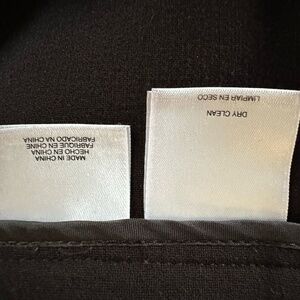 DRY CLEAN
LIMPIAR EN SECO
MADE IN CHINA
HECHO EN CHINA
FABRIQUE EN CHINE
FABRICADO NA CHINA